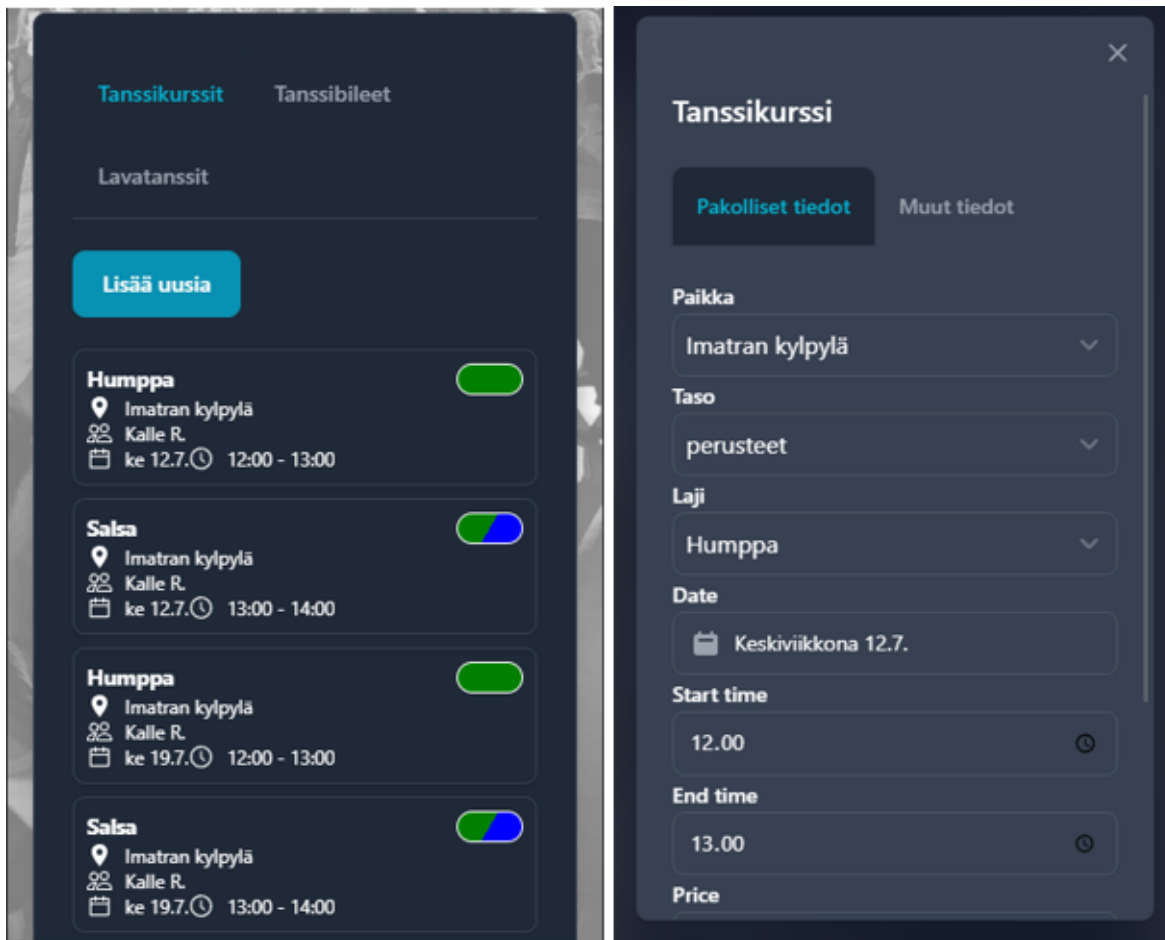 Tanssikurssit Tanssibileet
Lavatanssit
Lisää uusia
Humppa
Imatran kylpylä
Kalle R.
ke 12.7. 12:00 - 13:00
Salsa
Imatran kylpylä
Kalle R.
ke 12.7. 13:00 - 14:00
Humppa
Imatran kylpylä
Kalle R.
ke 19.7. 12:00 - 13:00
Salsa
Imatran kylpylä
Kalle R.
ke 19.7. 13:00 - 14:00
Tanssikurssi
Pakolliset tiedot Muut tiedot
Paikka
Imatran kylpylä
Taso
perusteet
Laji
Humppa
Date
Keskiviikkona 12.7.
Start time
12.00
End time
13.00
Price